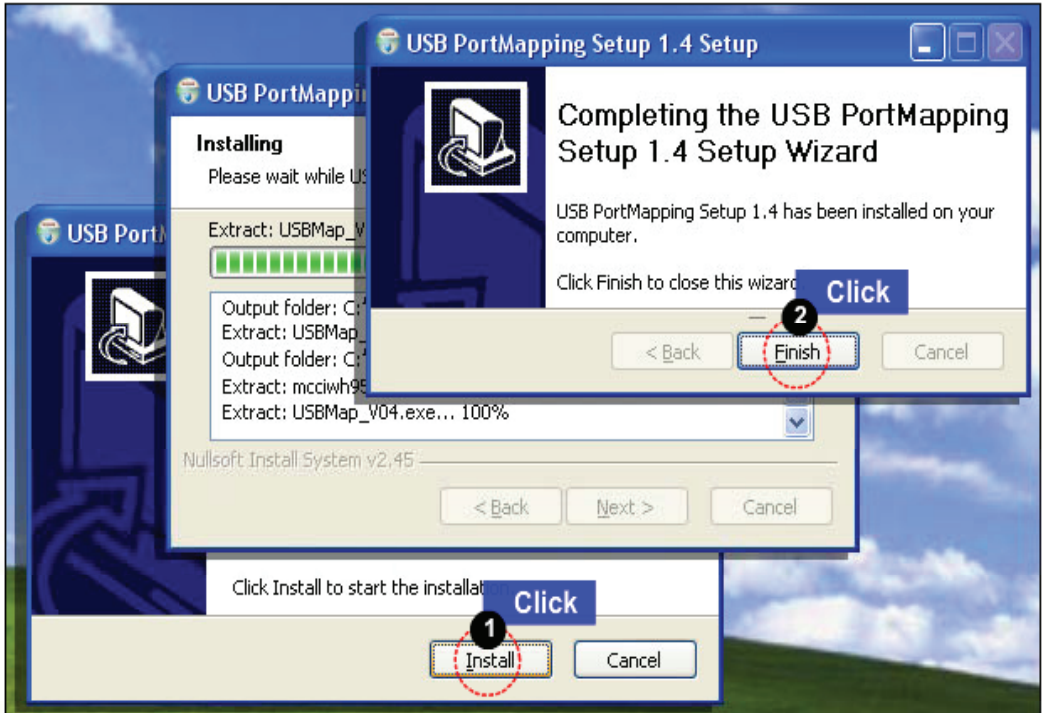 USB PortMapping Setup 1.4 Setup
Completing the USB PortMapping
Setup 1.4 Setup Wizard
USB PortMapping Setup 1.4 has been installed on your
computer.
Click Finish to close this wizard
Click
2
< Back
Finish
Cancel
USB PortMappi
Installing
Please wait while US
Extract: USBMap_V
Output folder: C:
Extract: USBMap_
Output folder: C:
Extract: mcciwh95
Extract: USBMap_V04.exe... 100%
Nullsoft Install System v2.45
< Back
Next >
Cancel
USB Port
Click Install to start the installat
Click
1
Install
Cancel